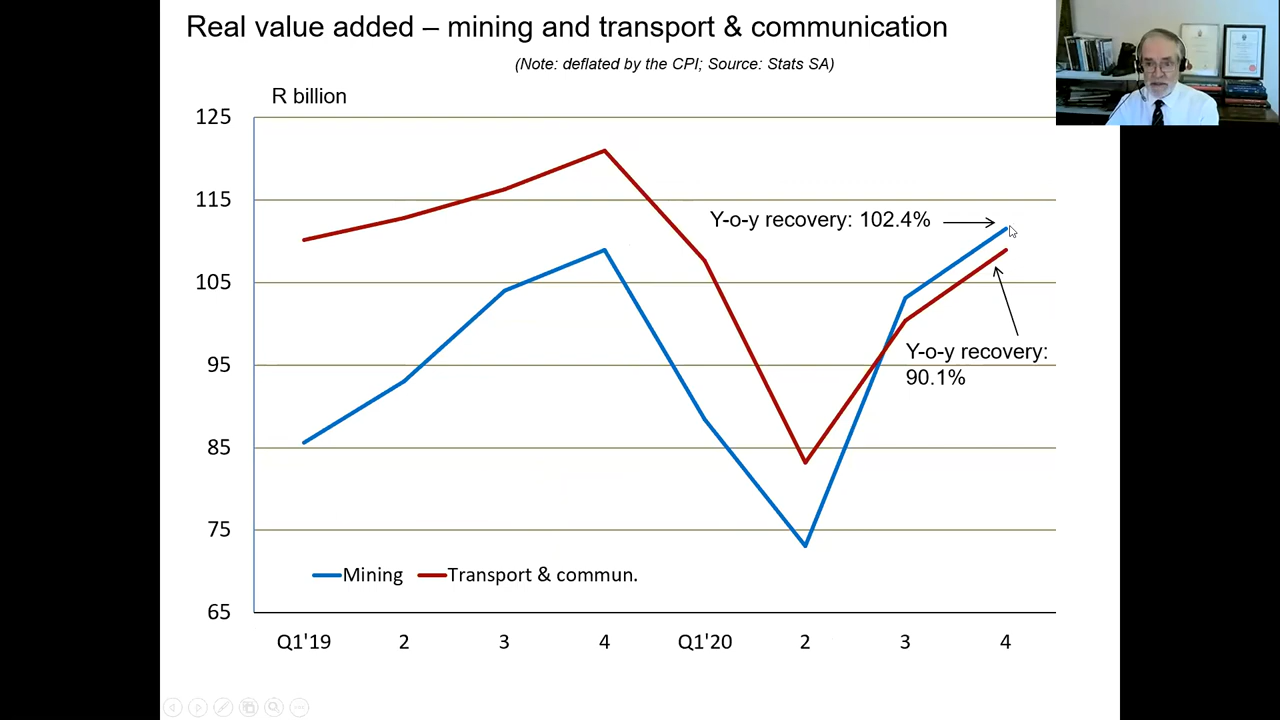 Real value added – mining and transport & communication
(Note: deflated by the CPI; Source: Stats SA)
R billion
125
115
105
95
85
75
65
Y-o-y recovery: 102.4%
Y-o-y recovery:
90.1%
Mining
Transport & commun.
Q1'19 2 3 4 Q1'20 2 3 4